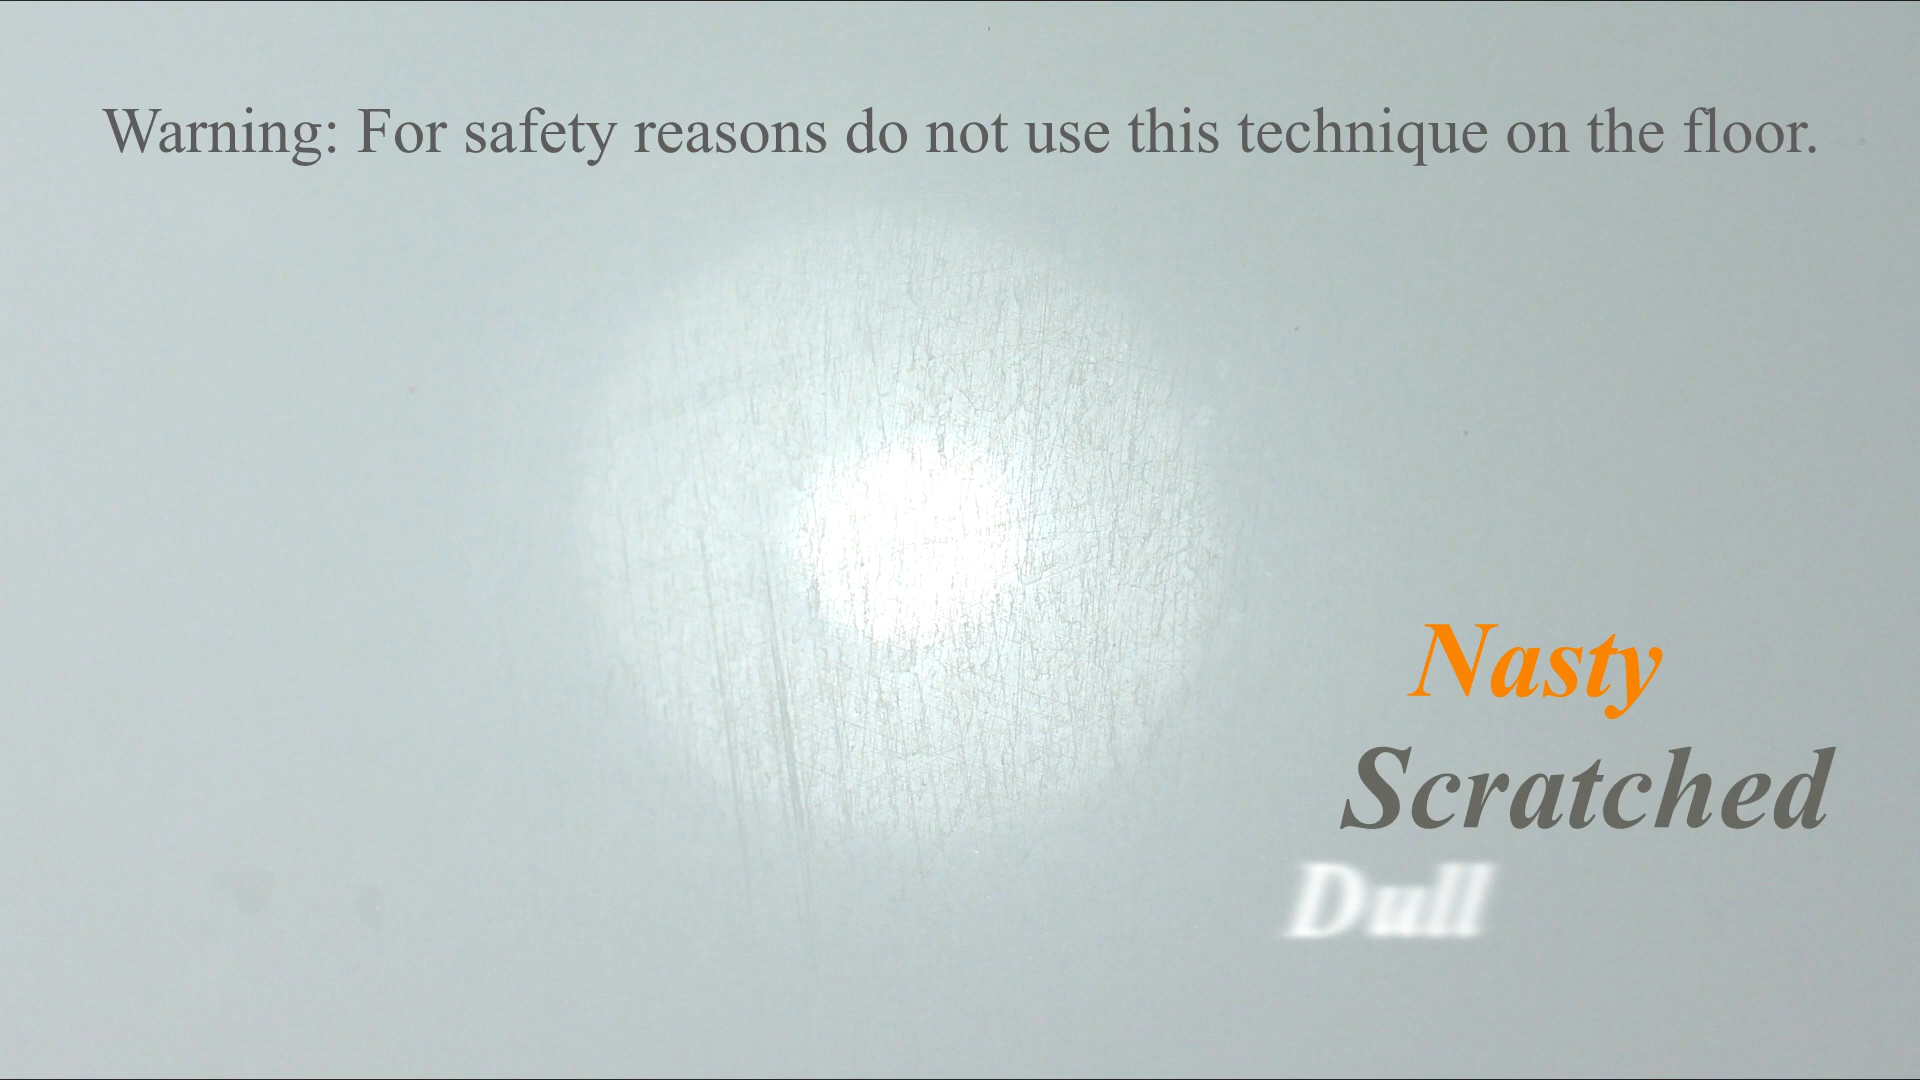 Warning: For safety reasons do not use this technique on the floor.
Nasty
Scratched
Dull